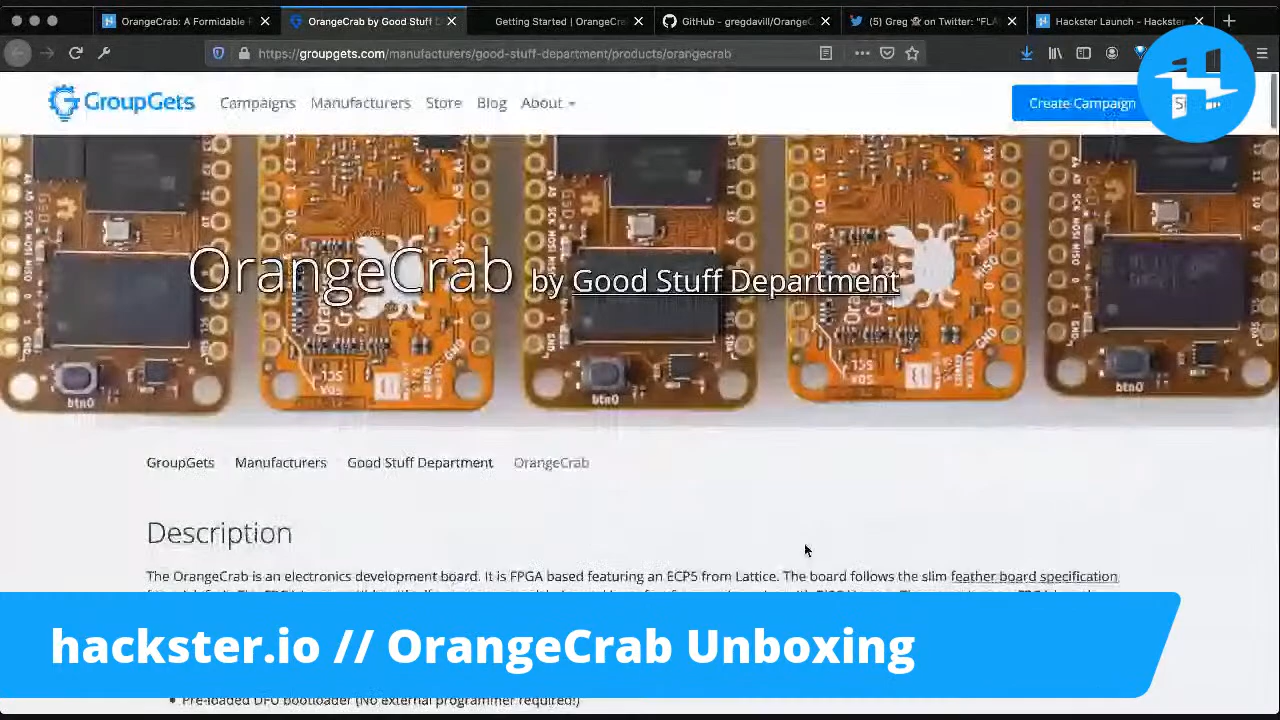 OrangeCrab: A Formidable
OrangeCrab by Good Stuff D
Getting Started | OrangeCra
GitHub - gregdavill/OrangeC
(5) Greg on Twitter: "FLA
Hackster Launch - Hackster
https://groupgets.com/manufacturers/good-stuff-department/products/orangecrab
GroupGets
Campaigns
Manufacturers
Store
Blog
About
Create Campaign
OrangeCrab by Good Stuff Department
btn0
btn0
btn0
GroupGets
Manufacturers
Good Stuff Department
OrangeCrab
Description
The OrangeCrab is an electronics development board. It is FPGA based featuring an ECP5 from Lattice. The board follows the slim feather board specification
hackster.io // OrangeCrab Unboxing
Pre-loaded DFU bootloader (No external programmer required!)